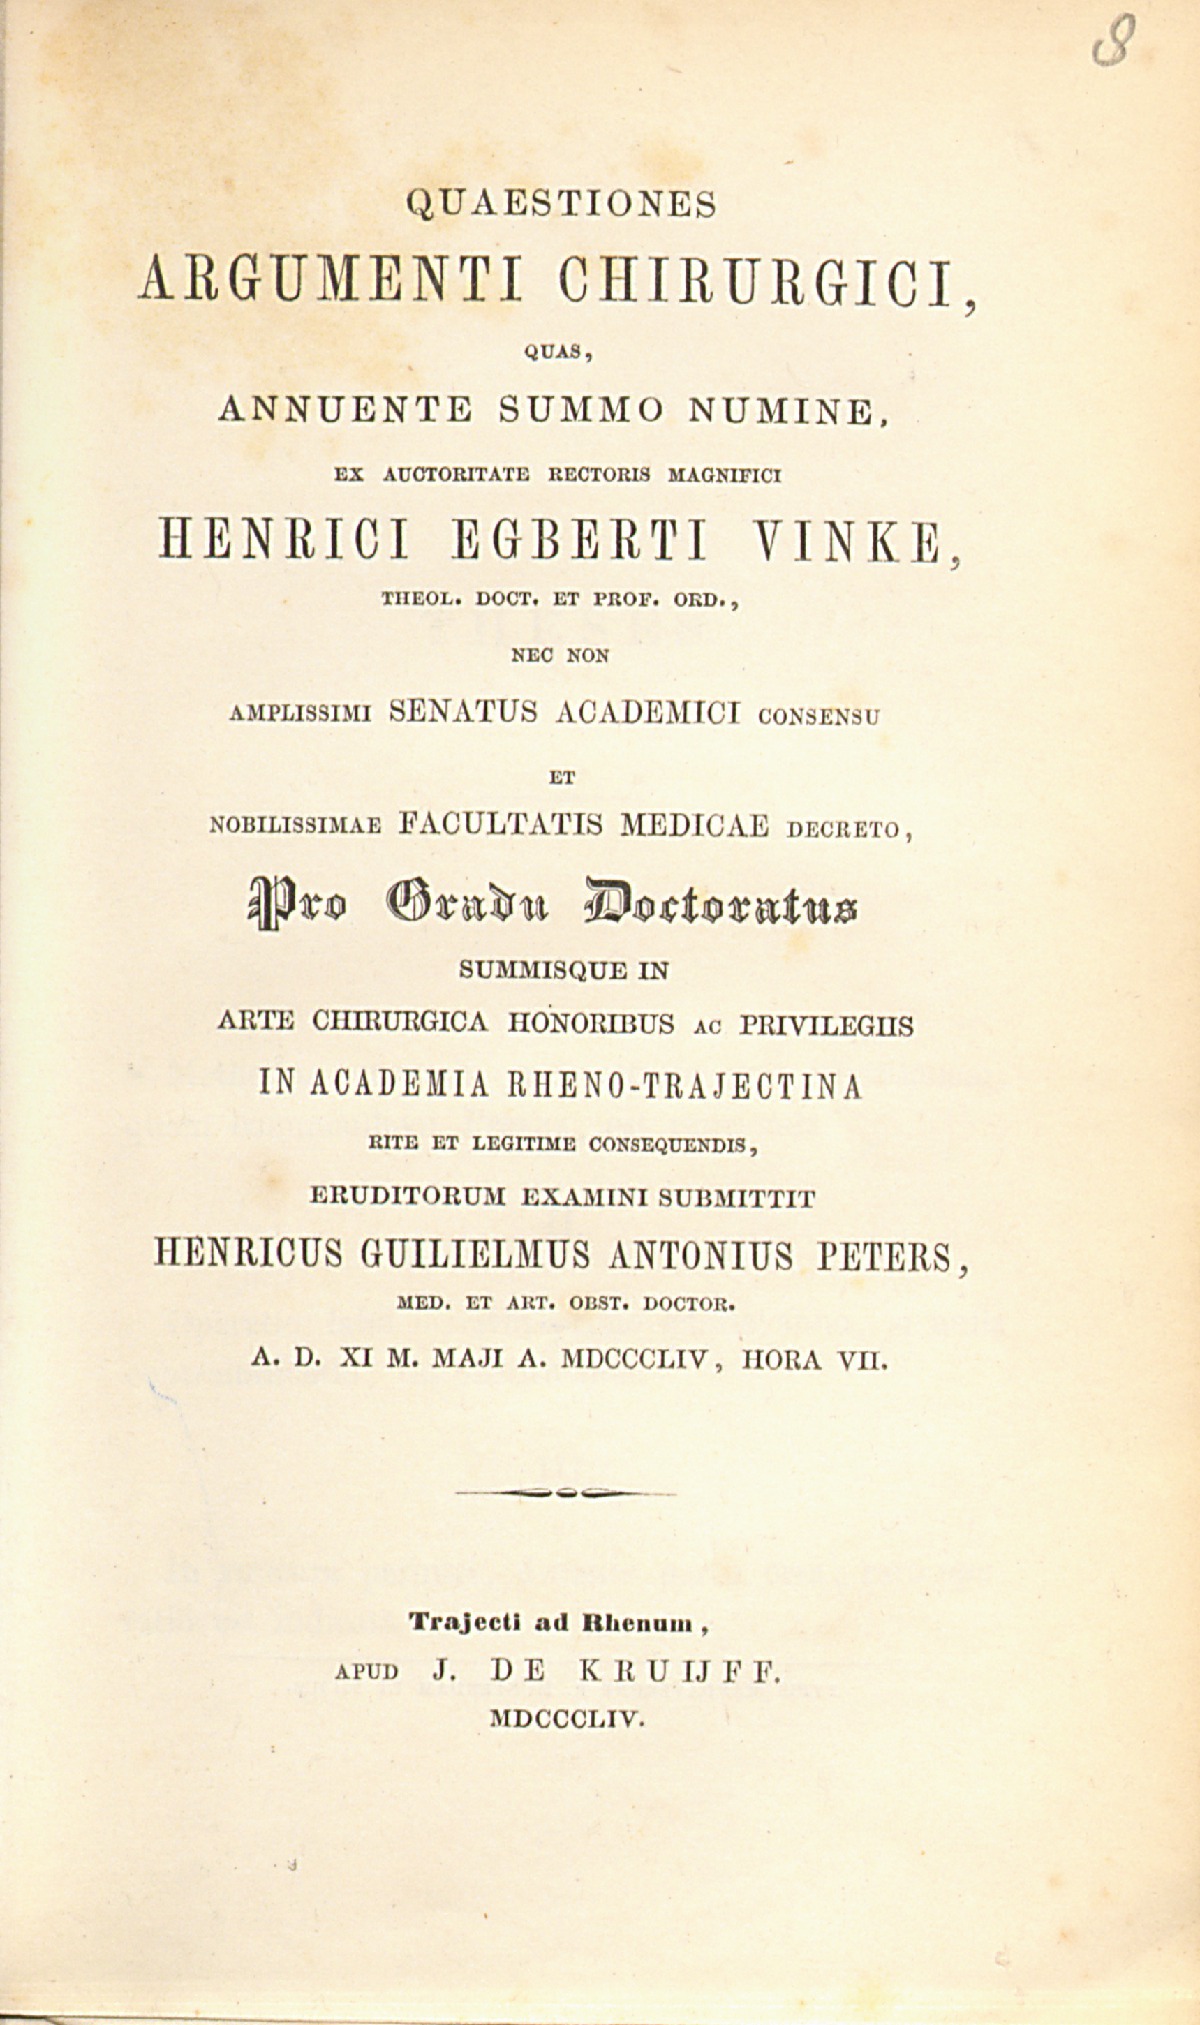 8
QUAESTIONES
ARGUMENTI CHIRURGICI,
QUAS,
ANNUENTE SUMMO NUMINE,
EX AUCTORITATE RECTORIS MAGNIFICI
HENRICI EGBERTI VINKE,
THEOL. DOCT. ET PROF. ORD.,
NEC NON
AMPLISSIMI SENATUS ACADEMICI CONSENSU
ET
NOBILISSIMAE FACULTATIS MEDICAE DECRETO,
Pro Gradu Doctoratus
SUMMISQUE IN
ARTE CHIRURGICA HONORIBUS AC PRIVILEGIIS
IN ACADEMIA RHENO-TRAJECTINA
RITE ET LEGITIME CONSEQUENDIS,
ERUDITORUM EXAMINI SUBMITTIT
HENRICUS GUILIELMUS ANTONIUS PETERS,
MED. ET ART. OBST. DOCTOR.
A. D. XI M. MAJI A. MDCCCLIV, HORA VII.
Trajecti ad Rhenum,
APUD J. DE KRUIJFF.
MDCCCLIV.